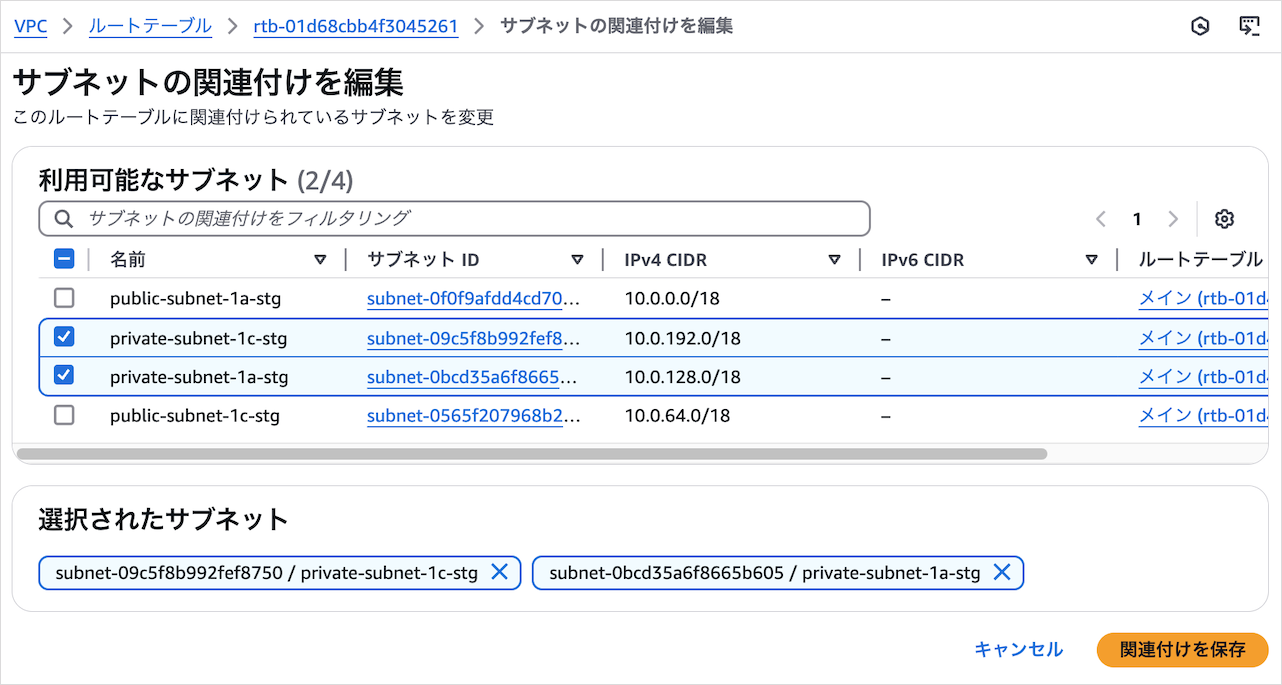 VPC > ルートテーブル > rtb-01d68cbb4f3045261 > サブネットの関連付けを編集
サブネットの関連付けを編集
このルートテーブルに関連付けられているサブネットを変更
利用可能なサブネット (2/4)
サブネットの関連付けをフィルタリング
1
名前 サブネット ID IPv4 CIDR IPv6 CIDR ルートテーブル
public-subnet-1a-stg subnet-0f0f9afdd4cd70... 10.0.0.0/18 – メイン (rtb-01d
private-subnet-1c-stg subnet-09c5f8b992fef8... 10.0.192.0/18 – メイン (rtb-01d
private-subnet-1a-stg subnet-0bcd35a6f8665... 10.0.128.0/18 – メイン (rtb-01d
public-subnet-1c-stg subnet-0565f207968b2... 10.0.64.0/18 – メイン (rtb-01d
選択されたサブネット
subnet-09c5f8b992fef8750 / private-subnet-1c-stg subnet-0bcd35a6f8665b605 / private-subnet-1a-stg
キャンセル 関連付けを保存